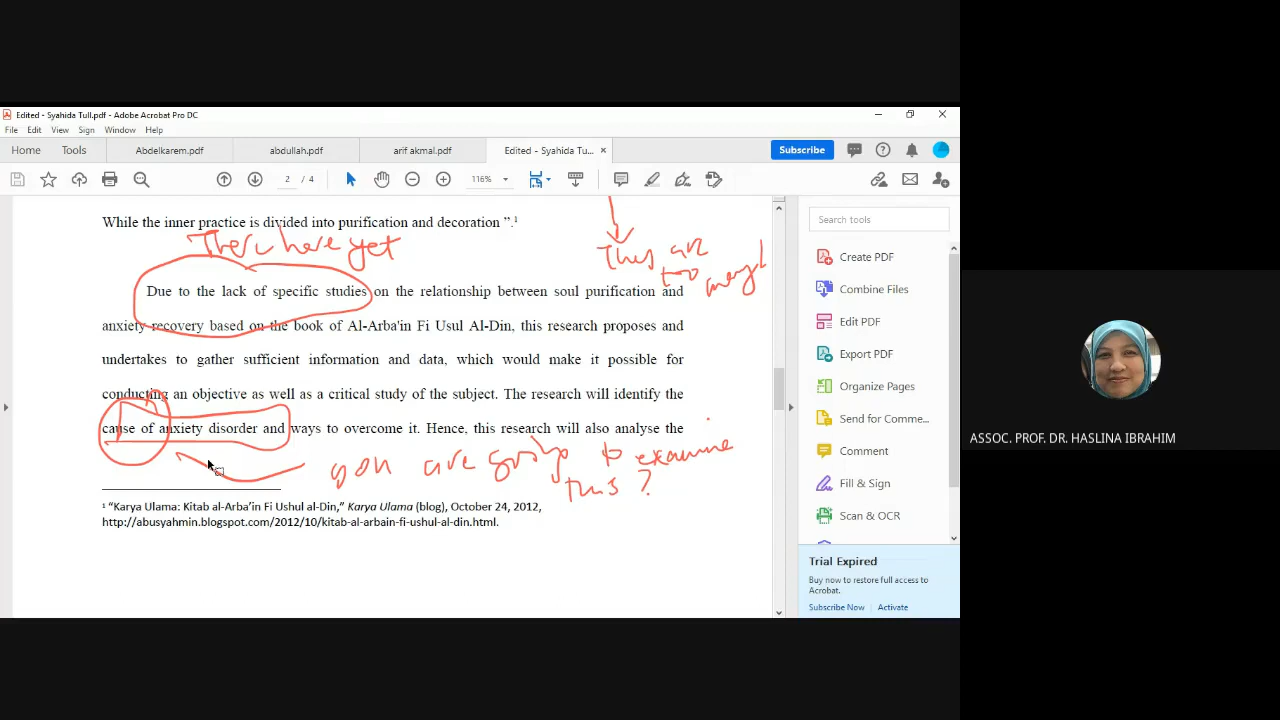 Edited - Syahida Tull.pdf - Adobe Acrobat Pro DC
File Edit View Sign Window Help
Home Tools Abdelkarem.pdf abdullah.pdf arif akmal.pdf Edited - Syahida Tu... ×
Subscribe
2 / 4 116%
While the inner practice is divided into purification and decoration ”.1
There have yet
This are
too many!
Due to the lack of specific studies on the relationship between soul purification and
anxiety recovery based on the book of Al-Arba'in Fi Usul Al-Din, this research proposes and
undertakes to gather sufficient information and data, which would make it possible for
conducting an objective as well as a critical study of the subject. The research will identify the
cause of anxiety disorder and ways to overcome it. Hence, this research will also analyse the
you are going to examine
this ?
1 “Karya Ulama: Kitab al-Arba’in Fi Ushul al-Din,” Karya Ulama (blog), October 24, 2012,
http://abusyahmin.blogspot.com/2012/10/kitab-al-arbain-fi-ushul-al-din.html.
Search tools
Create PDF
Combine Files
Edit PDF
Export PDF
Organize Pages
Send for Comme...
Comment
Fill & Sign
Scan & OCR
Trial Expired
Buy now to restore full access to
Acrobat.
Subscribe Now Activate
ASSOC. PROF. DR. HASLINA IBRAHIM